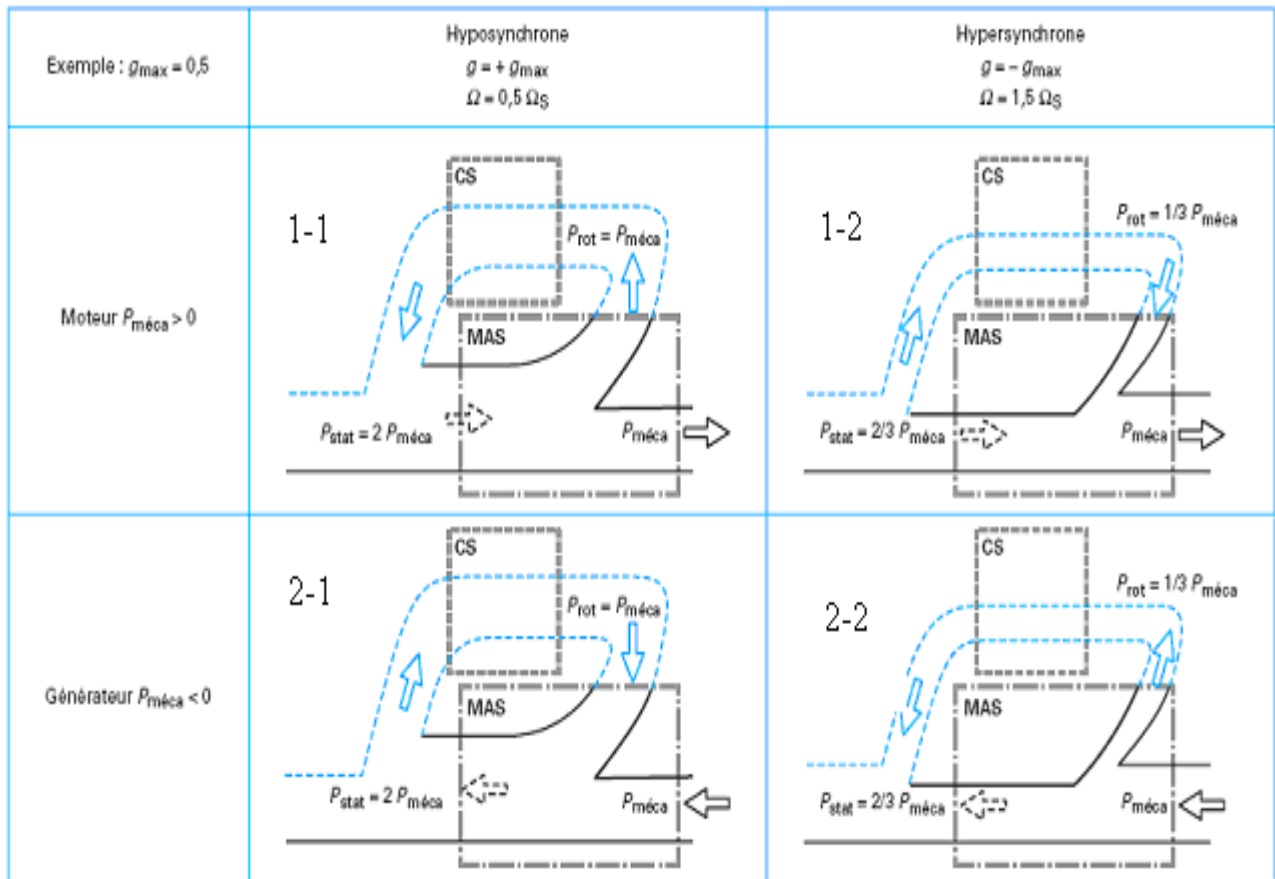 Exemple : gmax = 0,5
Hyposynchrone
g = + gmax
Ω = 0,5 ΩS
Hypersynchrone
g = – gmax
Ω = 1,5 ΩS
Moteur Pméca > 0
1-1
CS
Prot = Pméca
MAS
Pstat = 2 Pméca
Pméca
1-2
CS
Prot = 1/3 Pméca
MAS
Pstat = 2/3 Pméca
Pméca
Générateur Pméca < 0
2-1
CS
Prot = Pméca
MAS
Pstat = 2 Pméca
Pméca
2-2
CS
Prot = 1/3 Pméca
MAS
Pstat = 2/3 Pméca
Pméca